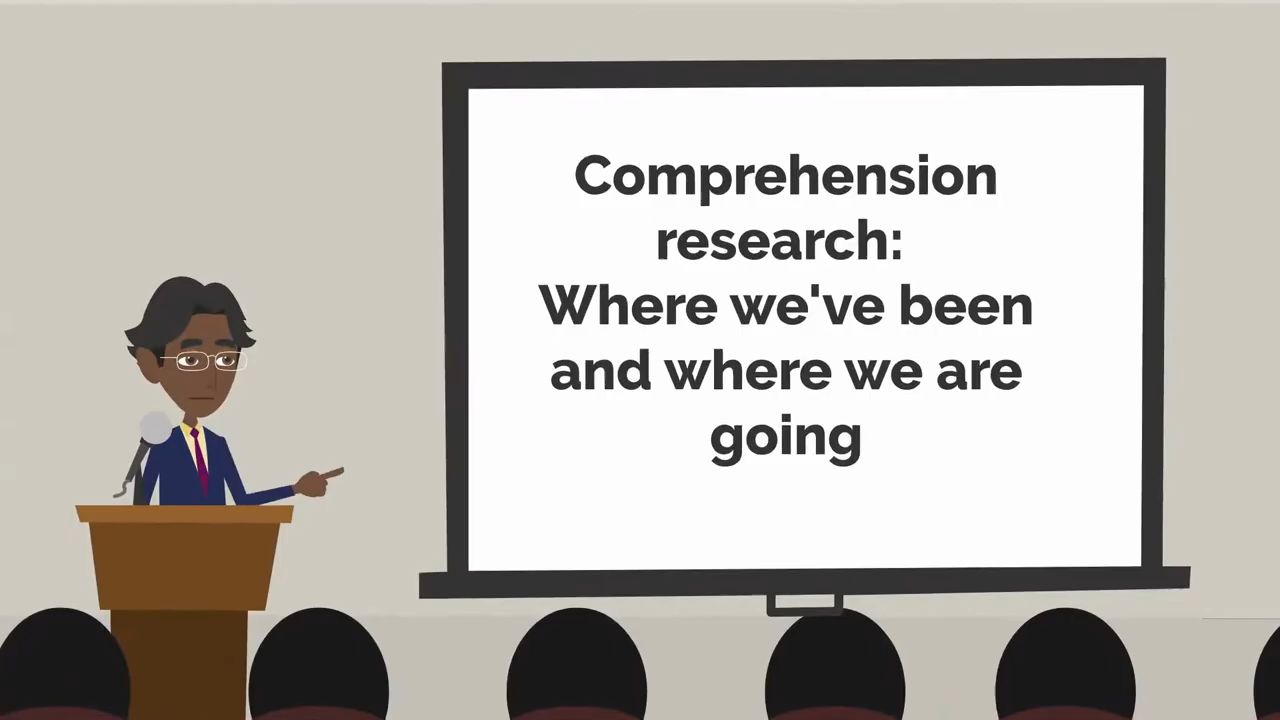 Comprehension
research:
Where we've been
and where we are
going